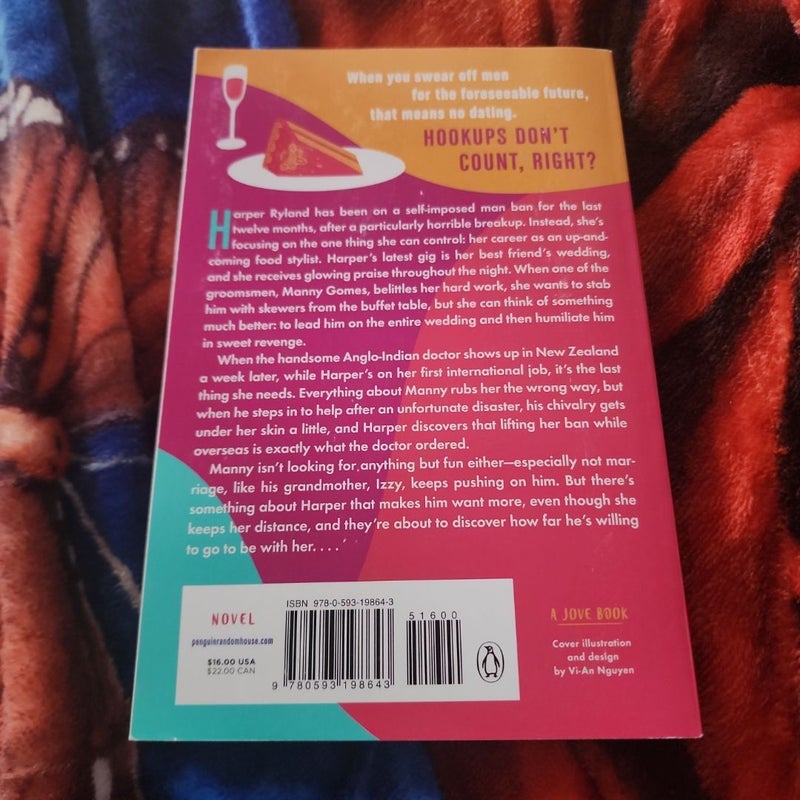 When you swear off men
for the foreseeable future,
that means no dating.
HOOKUPS DON'T
COUNT, RIGHT?
Harper Ryland has been on a self-imposed man ban for the last
twelve months, after a particularly horrible breakup. Instead, she's
focusing on the one thing she can control: her career as an up-and-
coming food stylist. Harper's latest gig is her best friend's wedding,
and she receives glowing praise throughout the night. When one of the
groomsmen, Manny Gomes, belittles her hard work, she wants to stab
him with skewers from the buffet table, but she can think of something
much better: to lead him on the entire wedding and then humiliate him
in sweet revenge.
When the handsome Anglo-Indian doctor shows up in New Zealand
a week later, while Harper's on her first international job, it's the last
thing she needs. Everything about Manny rubs her the wrong way, but
when he steps in to help after an unfortunate disaster, his chivalry gets
under her skin a little, and Harper discovers that lifting her ban while
overseas is exactly what the doctor ordered.
Manny isn't looking for anything but fun either—especially not mar-
riage, like his grandmother, Izzy, keeps pushing on him. But there's
something about Harper that makes him want more, even though she
keeps her distance, and they're about to discover how far he's willing
to go to be with her. . . .
NOVEL
penguinrandomhouse.com
$16.00 USA
$22.00 CAN
ISBN 978-0-593-19864-3
51600
9 780593 198643
A JOVE BOOK
Cover illustration
and design
by Vi-An Nguyen